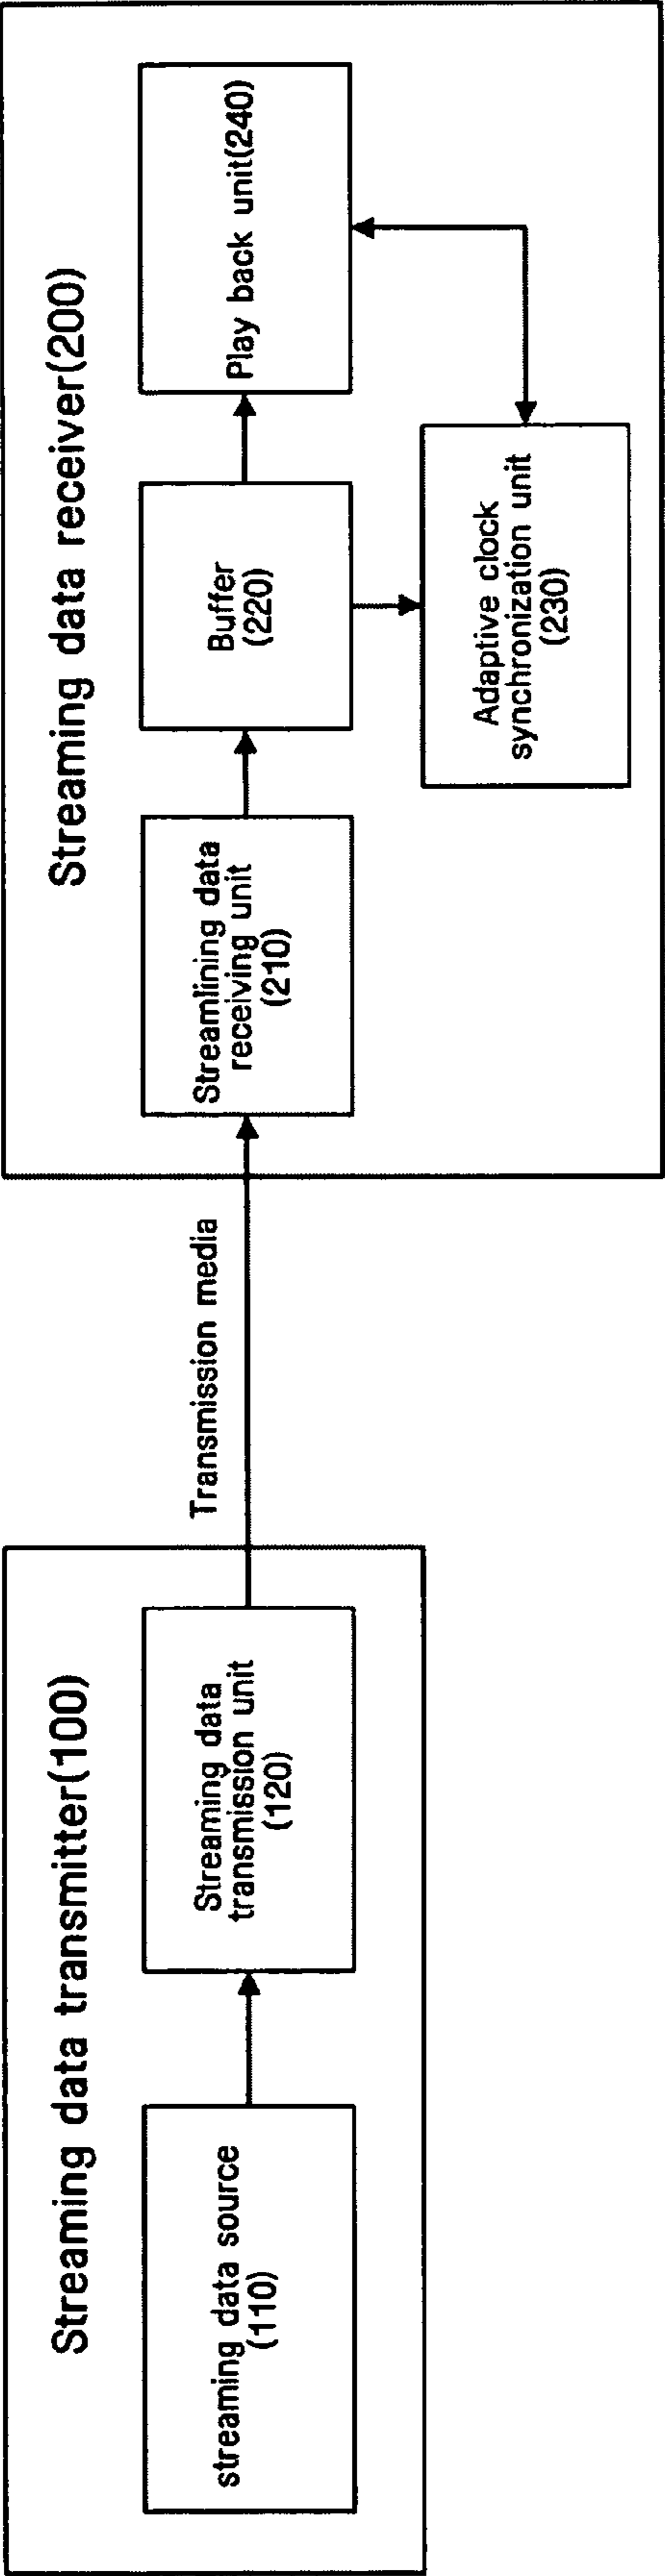 Streaming data transmitter(100)
streaming data source
(110)
Streaming data
transmission unit
(120)
Transmission media
Streaming data receiver(200)
Streamlining data
receiving unit
(210)
Buffer
(220)
Play back unit(240)
Adaptive clock
synchronization unit
(230)